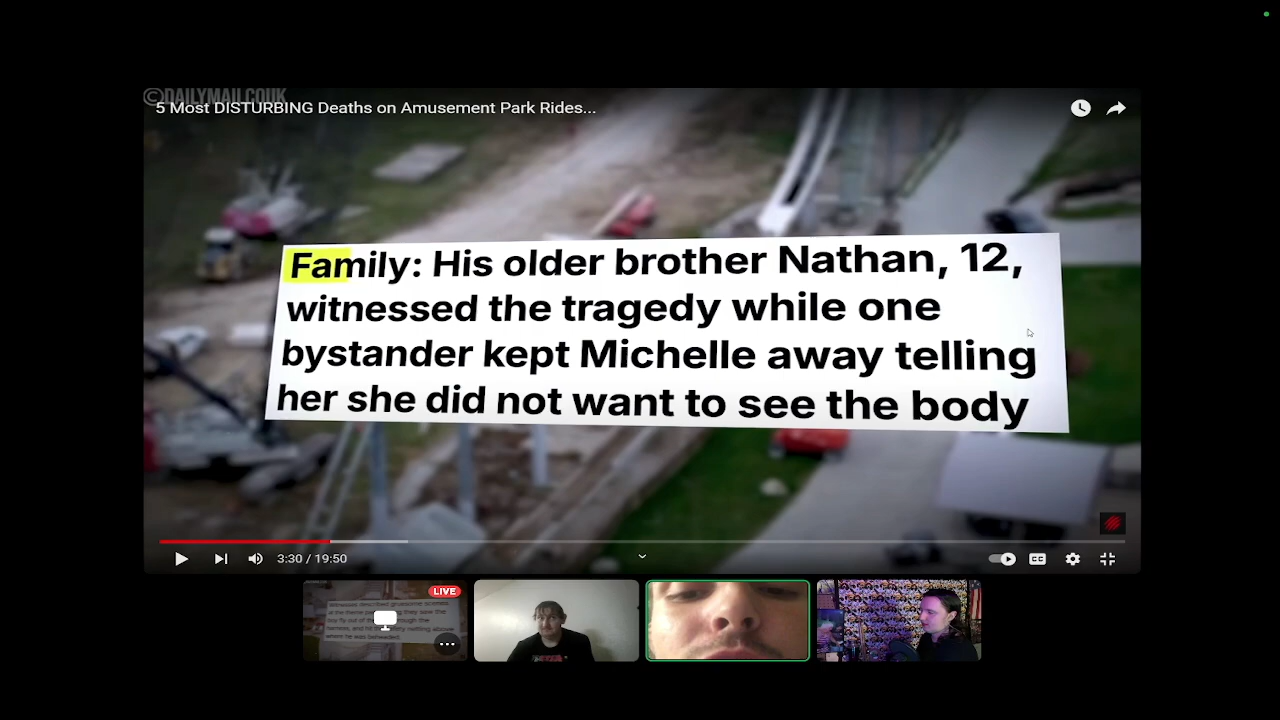 ©DAILYMAIL.CO.UK
5 Most DISTURBING Deaths on Amusement Park Rides...
Family: His older brother Nathan, 12,
witnessed the tragedy while one
bystander kept Michelle away telling
her she did not want to see the body
3:30 / 19:50
CC
LIVE